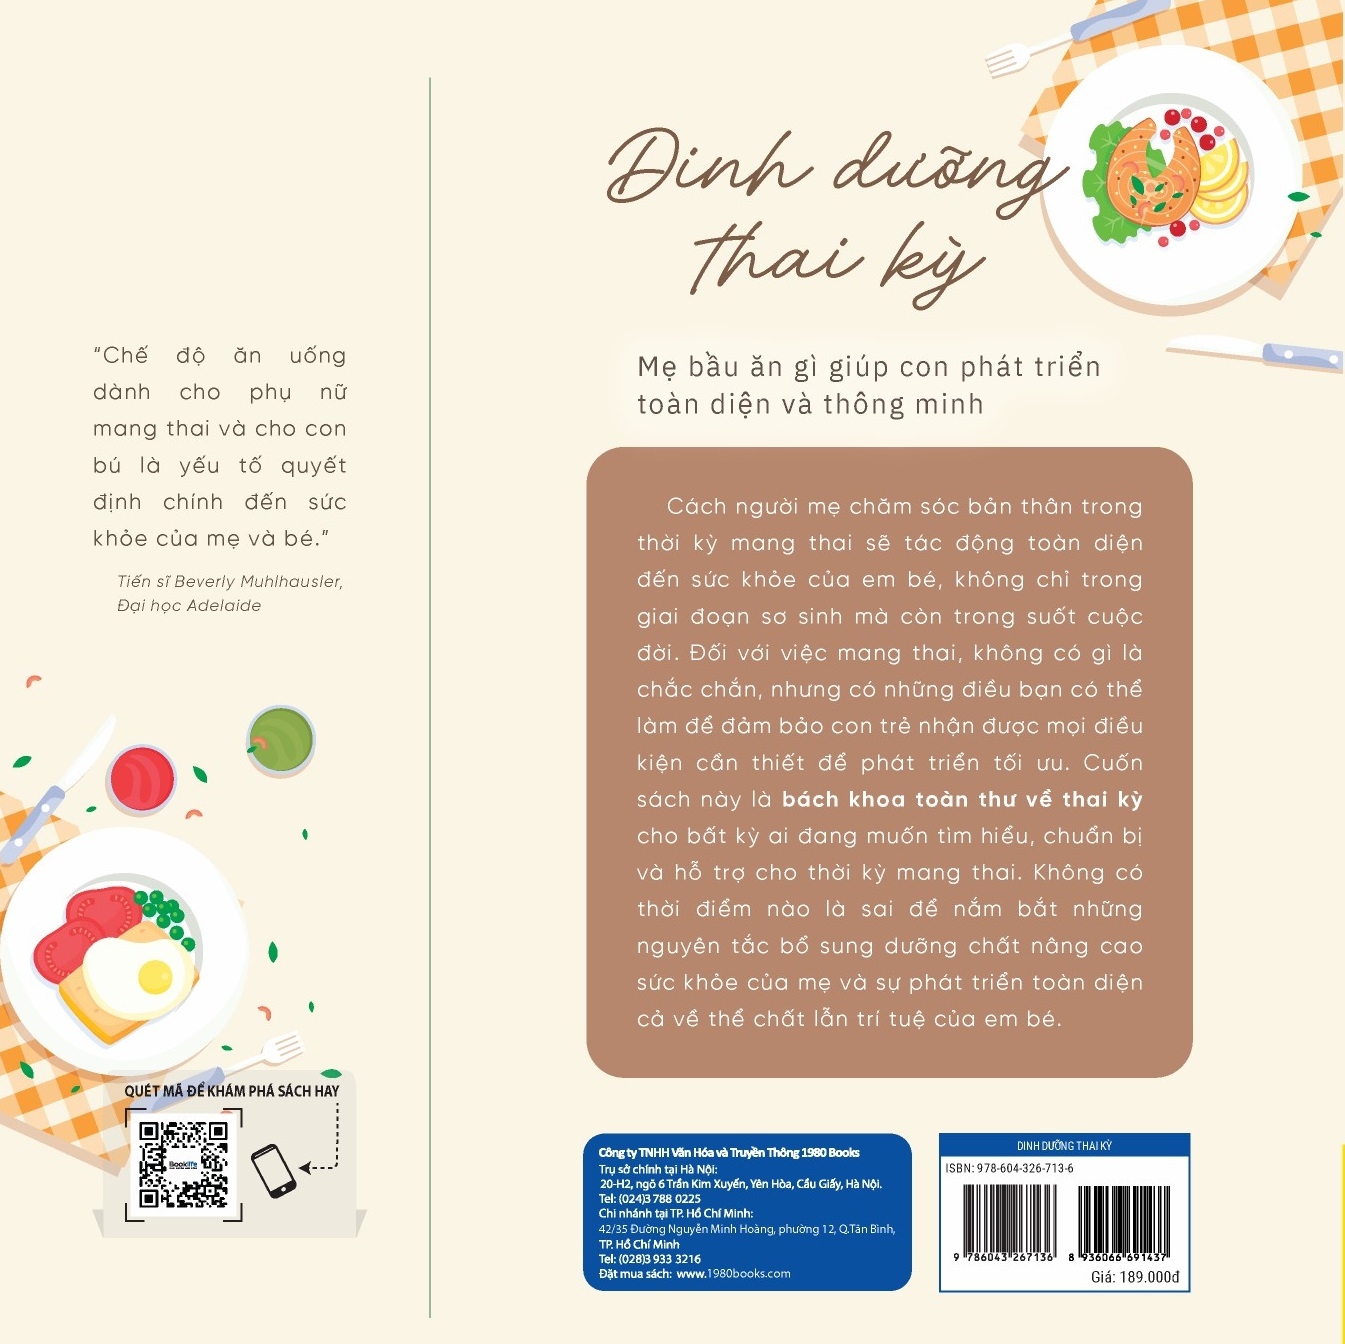 "Chế độ ăn uống
dành cho phụ nữ
mang thai và cho con
bú là yếu tố quyết
định chính đến sức
khỏe của mẹ và bé."
Tiến sĩ Beverly Muhlhausler,
Đại học Adelaide
QUÉT MÃ ĐỂ KHÁM PHÁ SÁCH HAY
Booklife
Dinh dưỡng
thai kỳ
Mẹ bầu ăn gì giúp con phát triển
toàn diện và thông minh
Cách người mẹ chăm sóc bản thân trong
thời kỳ mang thai sẽ tác động toàn diện
đến sức khỏe của em bé, không chỉ trong
giai đoạn sơ sinh mà còn trong suốt cuộc
đời. Đối với việc mang thai, không có gì là
chắc chắn, nhưng có những điều bạn có thể
làm để đảm bảo con trẻ nhận được mọi điều
kiện cần thiết để phát triển tối ưu. Cuốn
sách này là bách khoa toàn thư về thai kỳ
cho bất kỳ ai đang muốn tìm hiểu, chuẩn bị
và hỗ trợ cho thời kỳ mang thai. Không có
thời điểm nào là sai để nắm bắt những
nguyên tắc bổ sung dưỡng chất nâng cao
sức khỏe của mẹ và sự phát triển toàn diện
cả về thể chất lẫn trí tuệ của em bé.
Công ty TNHH Văn Hóa và Truyền Thông 1980 Books
Trụ sở chính tại Hà Nội:
20-H2, ngõ 6 Trần Kim Xuyến, Yên Hòa, Cầu Giấy, Hà Nội.
Tel: (024)3 788 0225
Chi nhánh tại TP. Hồ Chí Minh:
42/35 Đường Nguyễn Minh Hoàng, phường 12, Q.Tân Bình,
TP. Hồ Chí Minh
Tel: (028)3 933 3216
Đặt mua sách: www.1980books.com
DINH DƯỠNG THAI KỲ
ISBN: 978-604-326-713-6
9 786043 267136
8 936066 691437
Giá: 189.000đ